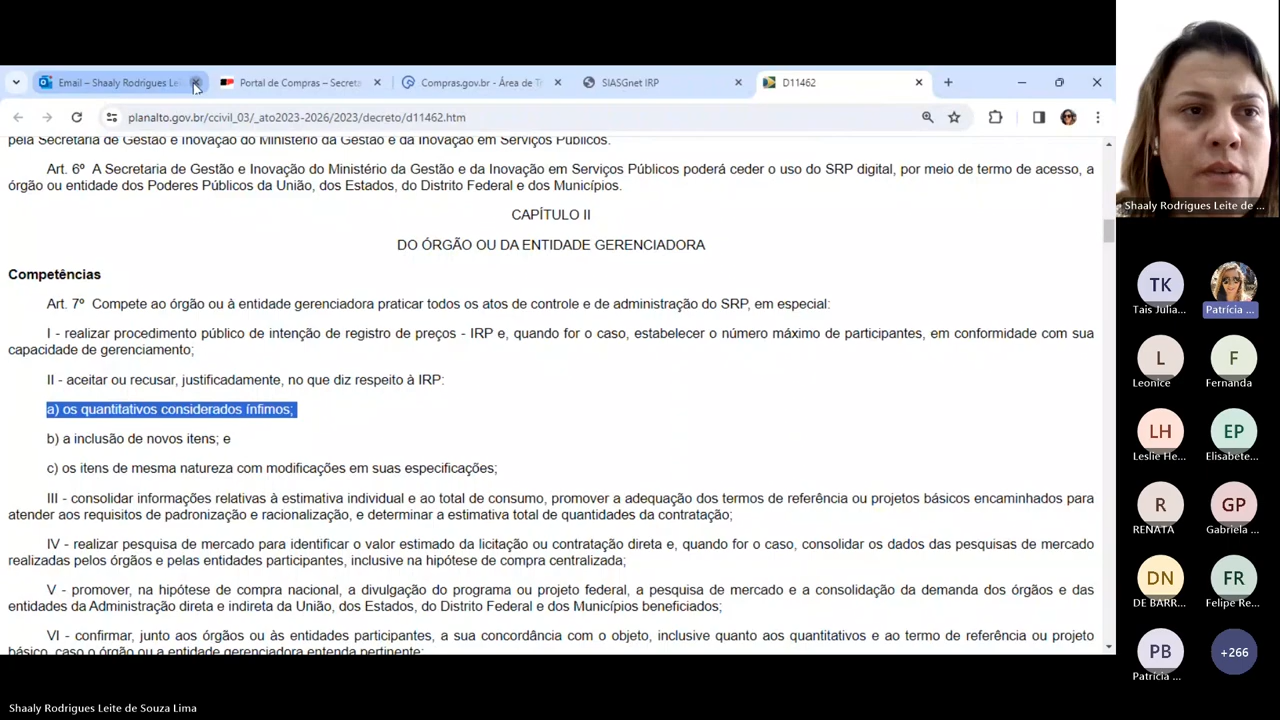 Email – Shaaly Rodrigues Le
Portal de Compras – Secreta
Compras.gov.br - Área de Tr
SIASGnet IRP
D11462
planalto.gov.br/ccivil_03/_ato2023-2026/2023/decreto/d11462.htm
pela Secretaria de Gestão e Inovação do Ministério da Gestão e da Inovação em Serviços Públicos.
Art. 6º A Secretaria de Gestão e Inovação do Ministério da Gestão e da Inovação em Serviços Públicos poderá ceder o uso do SRP digital, por meio de termo de acesso, a
órgão ou entidade dos Poderes Públicos da União, dos Estados, do Distrito Federal e dos Municípios.
CAPÍTULO II
DO ÓRGÃO OU DA ENTIDADE GERENCIADORA
Competências
Art. 7º Compete ao órgão ou à entidade gerenciadora praticar todos os atos de controle e de administração do SRP, em especial:
I - realizar procedimento público de intenção de registro de preços - IRP e, quando for o caso, estabelecer o número máximo de participantes, em conformidade com sua
capacidade de gerenciamento;
II - aceitar ou recusar, justificadamente, no que diz respeito à IRP:
a) os quantitativos considerados ínfimos;
b) a inclusão de novos itens; e
c) os itens de mesma natureza com modificações em suas especificações;
III - consolidar informações relativas à estimativa individual e ao total de consumo, promover a adequação dos termos de referência ou projetos básicos encaminhados para
atender aos requisitos de padronização e racionalização, e determinar a estimativa total de quantidades da contratação;
IV - realizar pesquisa de mercado para identificar o valor estimado da licitação ou contratação direta e, quando for o caso, consolidar os dados das pesquisas de mercado
realizadas pelos órgãos e pelas entidades participantes, inclusive na hipótese de compra centralizada;
V - promover, na hipótese de compra nacional, a divulgação do programa ou projeto federal, a pesquisa de mercado e a consolidação da demanda dos órgãos e das
entidades da Administração direta e indireta da União, dos Estados, do Distrito Federal e dos Municípios beneficiados;
VI - confirmar, junto aos órgãos ou às entidades participantes, a sua concordância com o objeto, inclusive quanto aos quantitativos e ao termo de referência ou projeto
básico, caso o órgão ou a entidade gerenciadora entenda pertinente;
Shaaly Rodrigues Leite de ...
TK
Tais Julia...
Patrícia ...
L
Leonice
F
Fernanda
LH
Leslie He...
EP
Elisabete...
R
RENATA
GP
Gabriela ...
DN
DE BARR...
FR
Felipe Re...
PB
Patrícia ...
+266
Shaaly Rodrigues Leite de Souza Lima